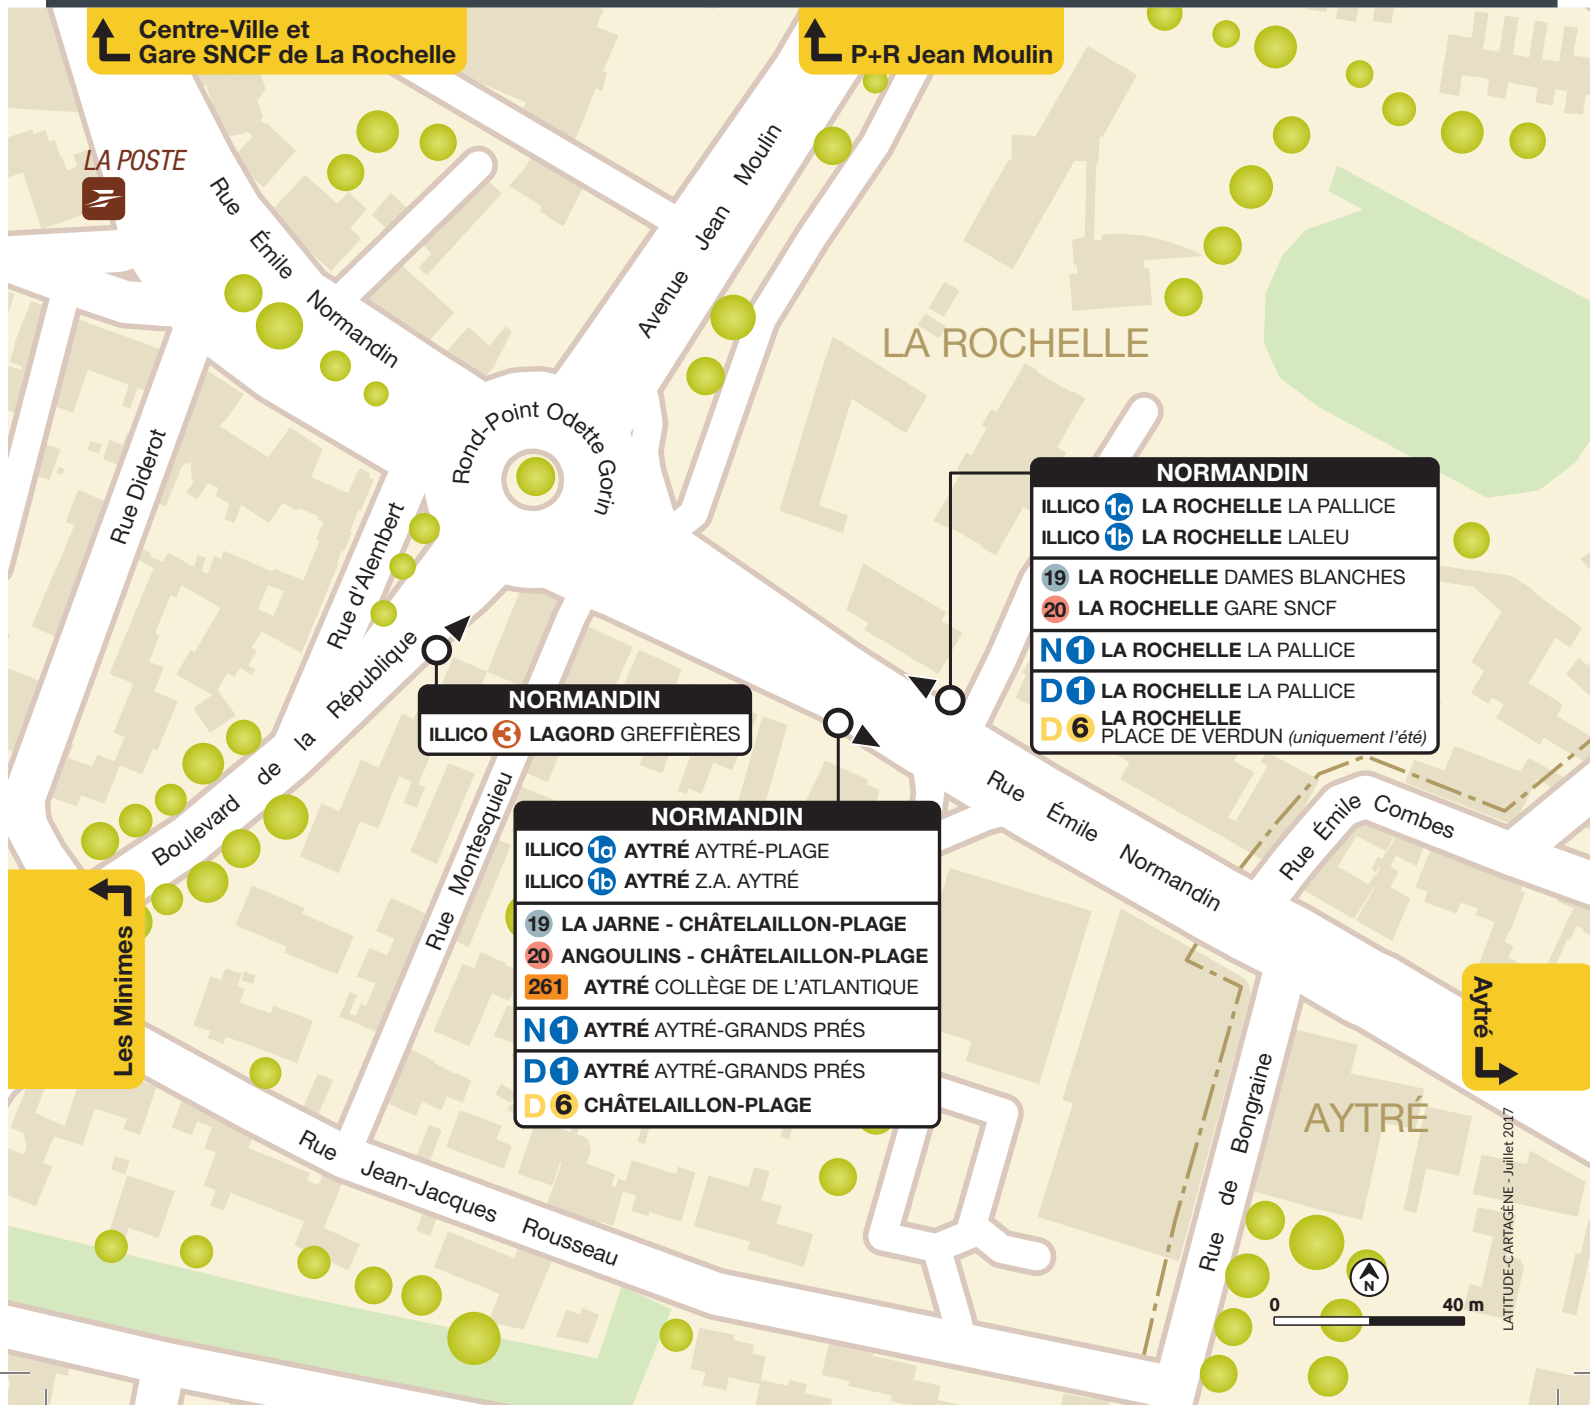 Centre-Ville et
Gare SNCF de La Rochelle
P+R Jean Moulin
LA POSTE
Rue Émile Normandin
Avenue Jean Moulin
LA ROCHELLE
Rond-Point Odette Gorin
Rue Diderot
Rue d'Alembert
Boulevard de la République
NORMANDIN
ILLICO 1a LA ROCHELLE LA PALLICE
ILLICO 1b LA ROCHELLE LALEU
19 LA ROCHELLE DAMES BLANCHES
20 LA ROCHELLE GARE SNCF
N 1 LA ROCHELLE LA PALLICE
D 1 LA ROCHELLE LA PALLICE
D 6 LA ROCHELLE
PLACE DE VERDUN (uniquement l'été)
NORMANDIN
ILLICO 3 LAGORD GREFFIÈRES
Rue Montesquieu
NORMANDIN
ILLICO 1a AYTRÉ AYTRÉ-PLAGE
ILLICO 1b AYTRÉ Z.A. AYTRÉ
19 LA JARNE - CHÂTELAILLON-PLAGE
20 ANGOULINS - CHÂTELAILLON-PLAGE
261 AYTRÉ COLLÈGE DE L'ATLANTIQUE
N 1 AYTRÉ AYTRÉ-GRANDS PRÉS
D 1 AYTRÉ AYTRÉ-GRANDS PRÉS
D 6 CHÂTELAILLON-PLAGE
Rue Émile Normandin
Rue Émile Combes
Les Minimes
Aytré
Rue Jean-Jacques Rousseau
Rue de Bongraine
AYTRÉ
N
0 40 m
LATITUDE-CARTAGÈNE - Juillet 2017